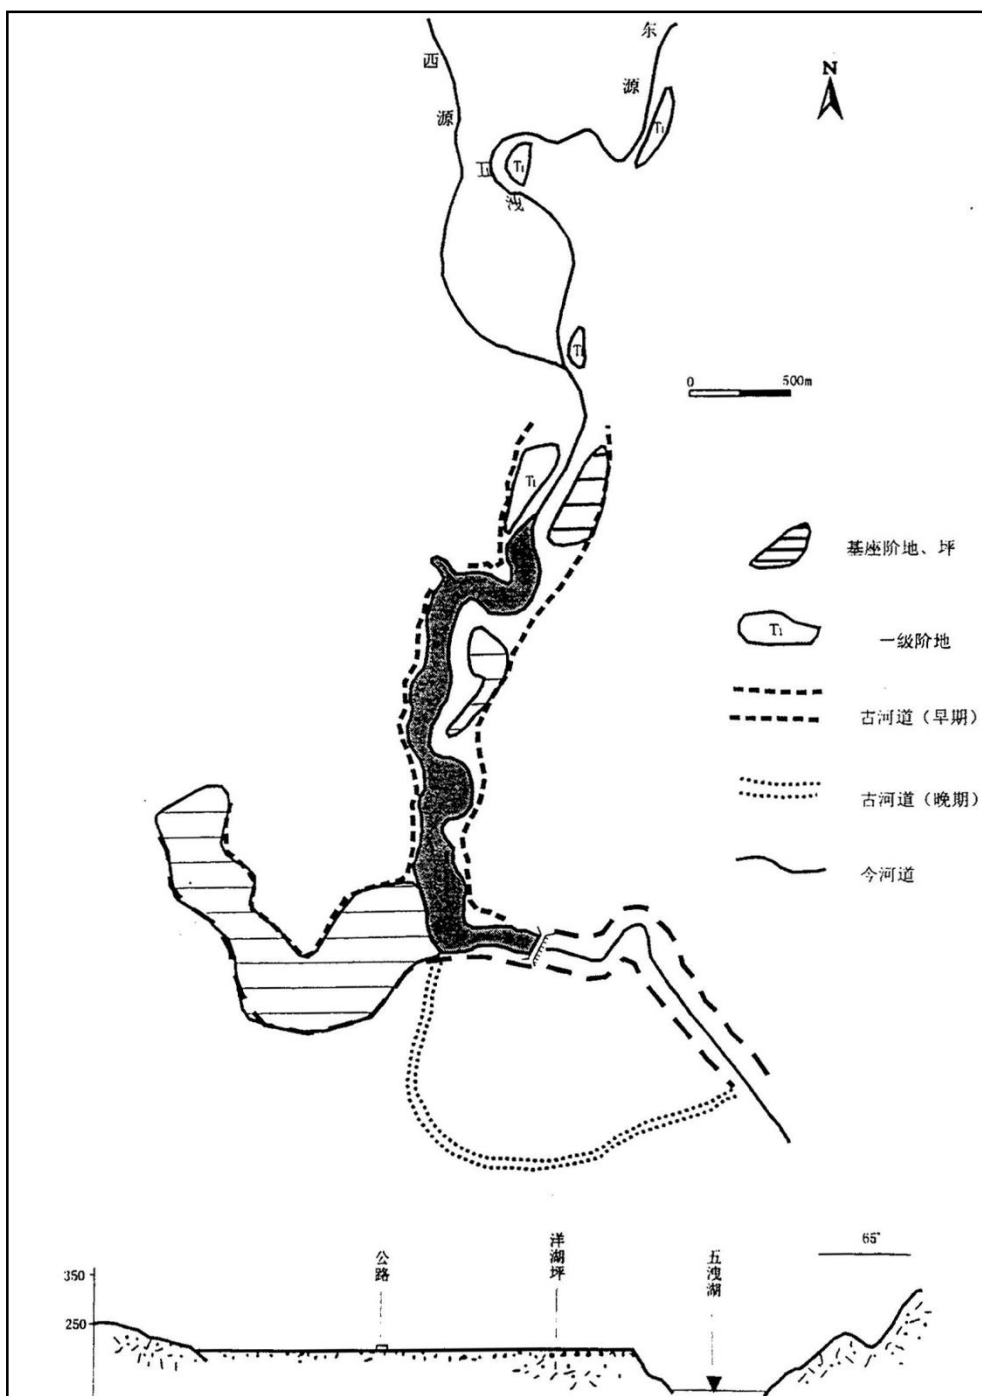 西源
东源
N
T1
五
T1
洩
T1
0 500m
T1
基座阶地、坪
T1
一级阶地
古河道（早期）
古河道（晚期）
今河道
公路
洋湖坪
五洩湖
65°
350
250